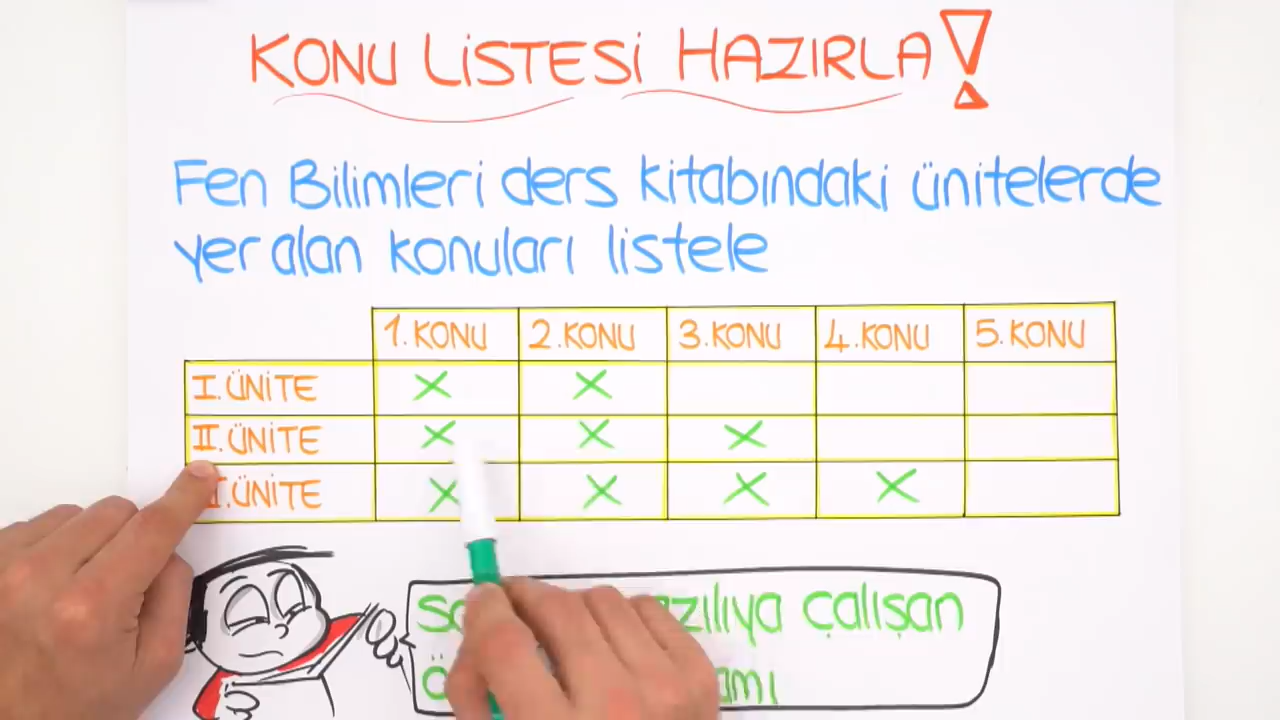 KONU LİSTESİ HAZIRLA!
Fen Bilimleri ders kitabındaki ünitelerde
yer alan konuları listele
1. KONU 2. KONU 3. KONU 4. KONU 5. KONU
I. ÜNİTE X X
II. ÜNİTE X X X
I. ÜNİTE X X X X
çalışan